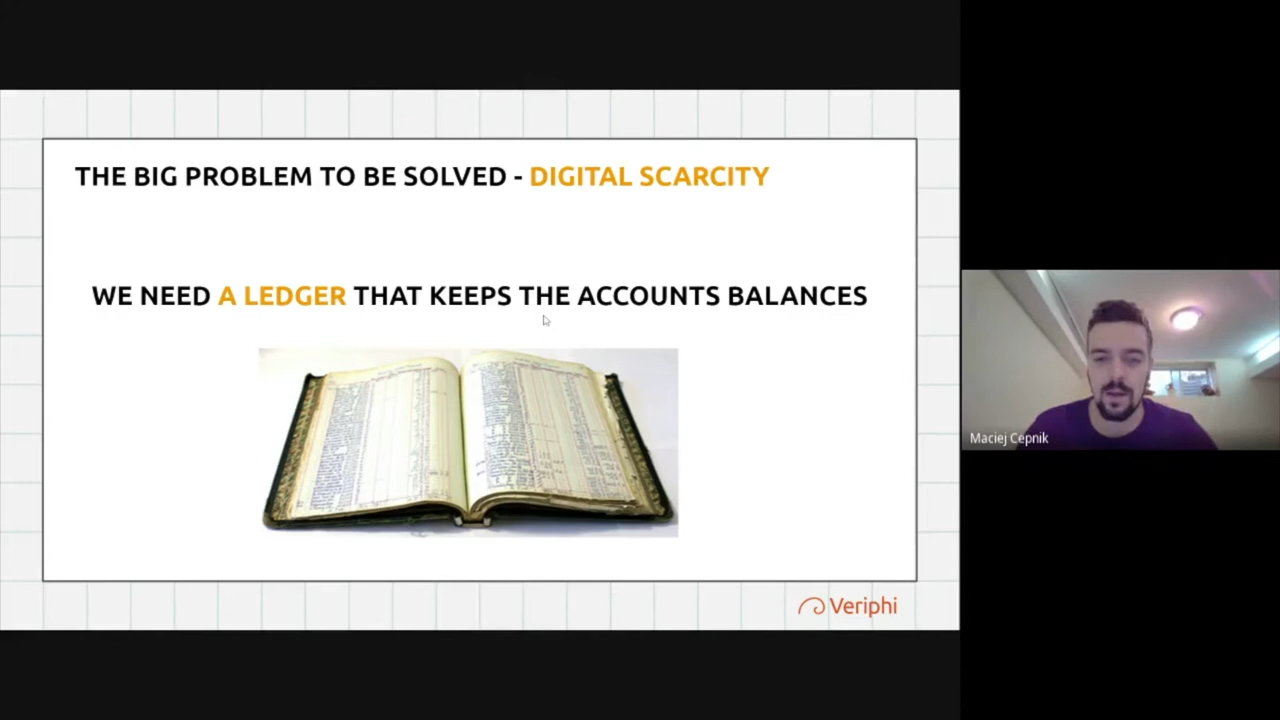 THE BIG PROBLEM TO BE SOLVED - DIGITAL SCARCITY
WE NEED A LEDGER THAT KEEPS THE ACCOUNTS BALANCES
Veriphi
Maciej Cepnik